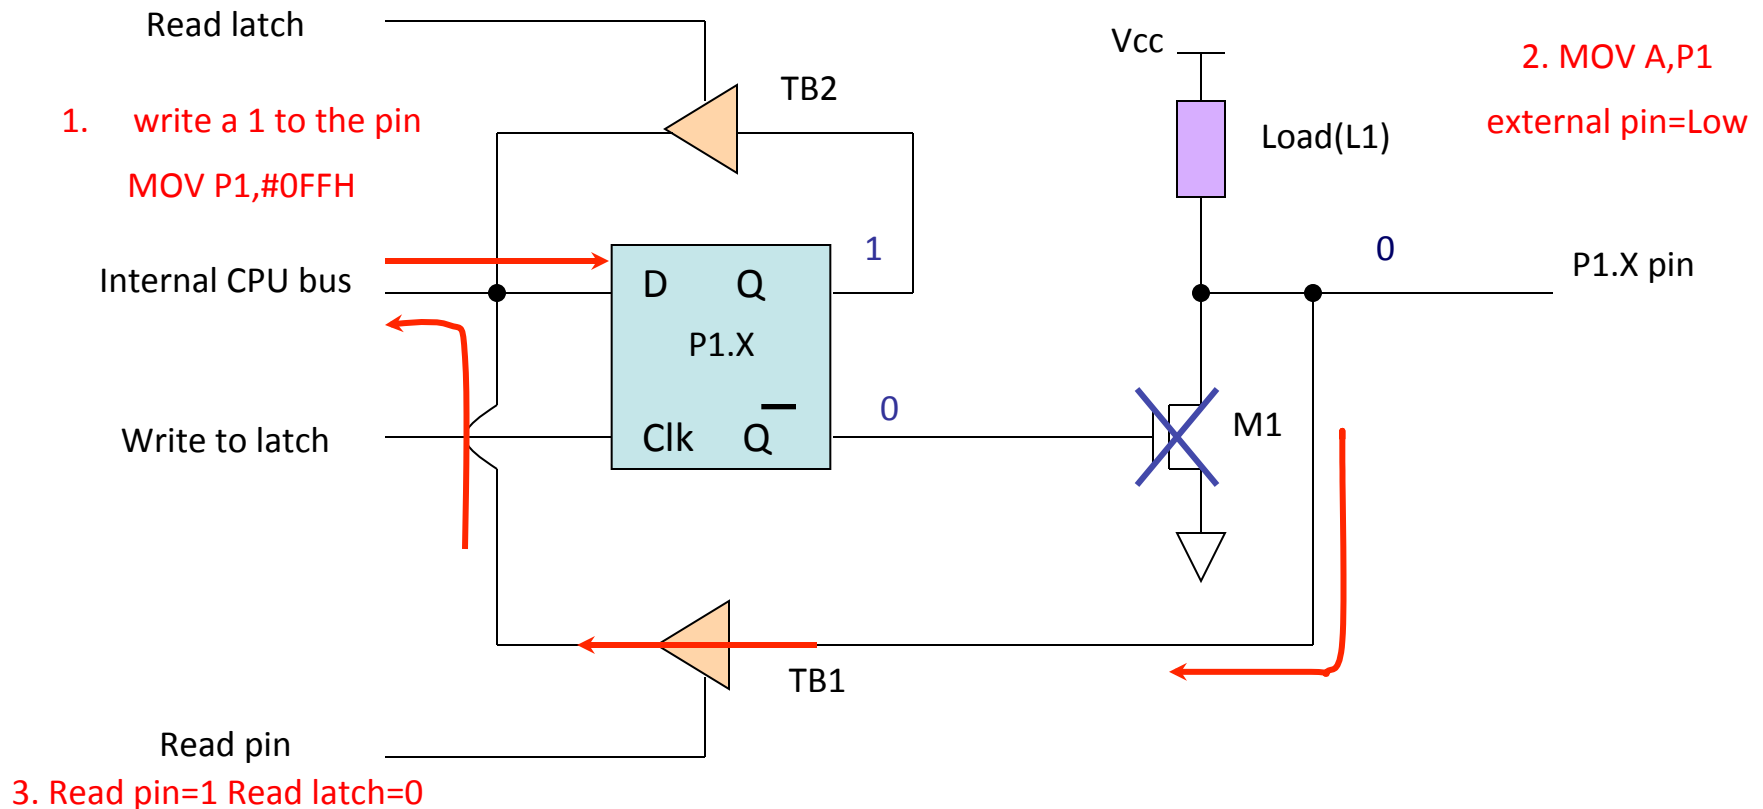 Read latch
Vcc
2. MOV A,P1
TB2
1. write a 1 to the pin
external pin=Low
Load(L1)
MOV P1,#0FFH
1
0
Internal CPU bus
D Q
P1.X pin
P1.X
0
M1
Write to latch
Clk Q̅
TB1
Read pin
3. Read pin=1 Read latch=0